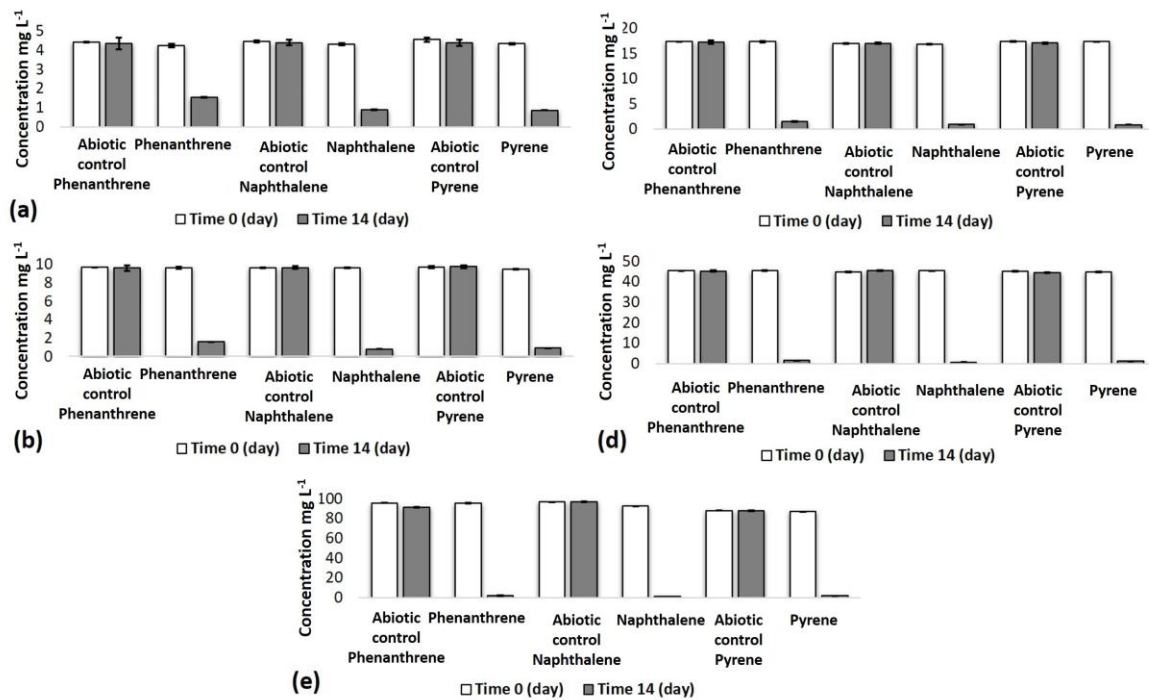 Concentration mg L-1
5
4
3
2
1
0
Abiotic control Phenanthrene
Phenanthrene
Abiotic control Naphthalene
Naphthalene
Abiotic control Pyrene
Pyrene
(a)
Time 0 (day) Time 14 (day)
Concentration mg L-1
20
15
10
5
0
Abiotic control Phenanthrene
Phenanthrene
Abiotic control Naphthalene
Naphthalene
Abiotic control Pyrene
Pyrene
Time 0 (day) Time 14 (day)
Concentration mg L-1
10
8
6
4
2
0
Abiotic control Phenanthrene
Phenanthrene
Abiotic control Naphthalene
Naphthalene
Abiotic control Pyrene
Pyrene
(b)
Time 0 (day) Time 14 (day)
Concentration mg L-1
50
40
30
20
10
0
Abiotic control Phenanthrene
Phenanthrene
Abiotic control Naphthalene
Naphthalene
Abiotic control Pyrene
Pyrene
(d)
Time 0 (day) Time 14 (day)
Concentration mg L-1
100
80
60
40
20
0
Abiotic control Phenanthrene
Phenanthrene
Abiotic control Naphthalene
Naphthalene
Abiotic control Pyrene
Pyrene
(e)
Time 0 (day) Time 14 (day)